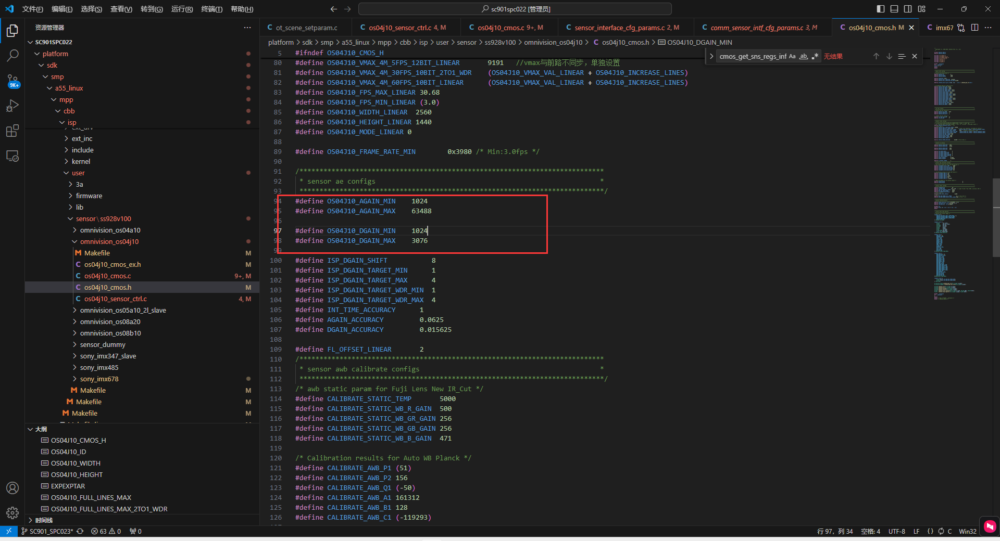 文件(F) 编辑(E) 选择(S) 查看(V) 转到(G) 运行(R) 终端(T) 帮助(H)
sc901spc022 [管理员]
资源管理器
SC901SPC022
platform
sdk
smp
a55_linux
mpp
cbb
isp
ext_inc
include
kernel
user
3a
firmware
lib
sensor\ss928v100
omnivision_os04a10
omnivision_os04j10
Makefile M
os04j10_cmos_ex.h M
os04j10_cmos.c 9+, M
os04j10_cmos.h M
os04j10_sensor_ctrl.c 4, M
omnivision_os05a10_2l_slave
omnivision_os08a20
omnivision_os08b10
sensor_dummy
sony_imx347_slave
sony_imx485
sony_imx678
Makefile M
Makefile M
Makefile M
大纲
OS04J10_CMOS_H
OS04J10_ID
OS04J10_WIDTH
OS04J10_HEIGHT
EXPEXPTAR
OS04J10_FULL_LINES_MAX
OS04J10_FULL_LINES_MAX_2TO1_WDR
时间线
9K+
ot_scene_setparam.c
os04j10_sensor_ctrl.c 4, M
os04j10_cmos.c 9+, M
sensor_interface_cfg_params.c 2, M
comm_sensor_intf_cfg_params.c 3, M
os04j10_cmos.h M
imx67
platform > sdk > smp > a55_linux > mpp > cbb > isp > user > sensor > ss928v100 > omnivision_os04j10 > C os04j10_cmos.h > OS04J10_DGAIN_MIN
cmos_get_sns_regs_inf Aa ab .* 无结果
5 #ifndef OS04J10_CMOS_H
80 #define OS04J10_VMAX_4M_5FPS_12BIT_LINEAR 9191 //vmax与前路不同步，单独设置
81 #define OS04J10_VMAX_4M_30FPS_10BIT_2TO1_WDR (OS04J10_VMAX_VAL_LINEAR + OS04J10_INCREASE_LINES)
82 #define OS04J10_VMAX_4M_60FPS_10BIT_LINEAR (OS04J10_VMAX_VAL_LINEAR + OS04J10_INCREASE_LINES)
83 #define OS04J10_FPS_MAX_LINEAR 30.68
84 #define OS04J10_FPS_MIN_LINEAR (3.0)
85 #define OS04J10_WIDTH_LINEAR 2560
86 #define OS04J10_HEIGHT_LINEAR 1440
87 #define OS04J10_MODE_LINEAR 0
88
89 #define OS04J10_FRAME_RATE_MIN 0x3980 /* Min:3.0fps */
90
91 /****************************************************************************
92 * sensor ae configs *
93 ****************************************************************************/
94 #define OS04J10_AGAIN_MIN 1024
95 #define OS04J10_AGAIN_MAX 63488
96
97 #define OS04J10_DGAIN_MIN 1024
98 #define OS04J10_DGAIN_MAX 3076
99
100 #define ISP_DGAIN_SHIFT 8
101 #define ISP_DGAIN_TARGET_MIN 1
102 #define ISP_DGAIN_TARGET_MAX 4
103 #define ISP_DGAIN_TARGET_WDR_MIN 1
104 #define ISP_DGAIN_TARGET_WDR_MAX 4
105 #define INT_TIME_ACCURACY 1
106 #define AGAIN_ACCURACY 0.0625
107 #define DGAIN_ACCURACY 0.015625
108
109 #define FL_OFFSET_LINEAR 2
110 /****************************************************************************
111 * sensor awb calibrate configs *
112 ****************************************************************************/
113 /* awb static param for Fuji Lens New IR_Cut */
114 #define CALIBRATE_STATIC_TEMP 5000
115 #define CALIBRATE_STATIC_WB_R_GAIN 500
116 #define CALIBRATE_STATIC_WB_GR_GAIN 256
117 #define CALIBRATE_STATIC_WB_GB_GAIN 256
118 #define CALIBRATE_STATIC_WB_B_GAIN 471
119
120 /* Calibration results for Auto WB Planck */
121 #define CALIBRATE_AWB_P1 (51)
122 #define CALIBRATE_AWB_P2 156
123 #define CALIBRATE_AWB_Q1 (-50)
124 #define CALIBRATE_AWB_A1 161312
125 #define CALIBRATE_AWB_B1 128
126 #define CALIBRATE_AWB_C1 (-119293)
SC901_SPC023* 63 0 0
行 97，列 34 空格: 4 UTF-8 LF {} C Win32